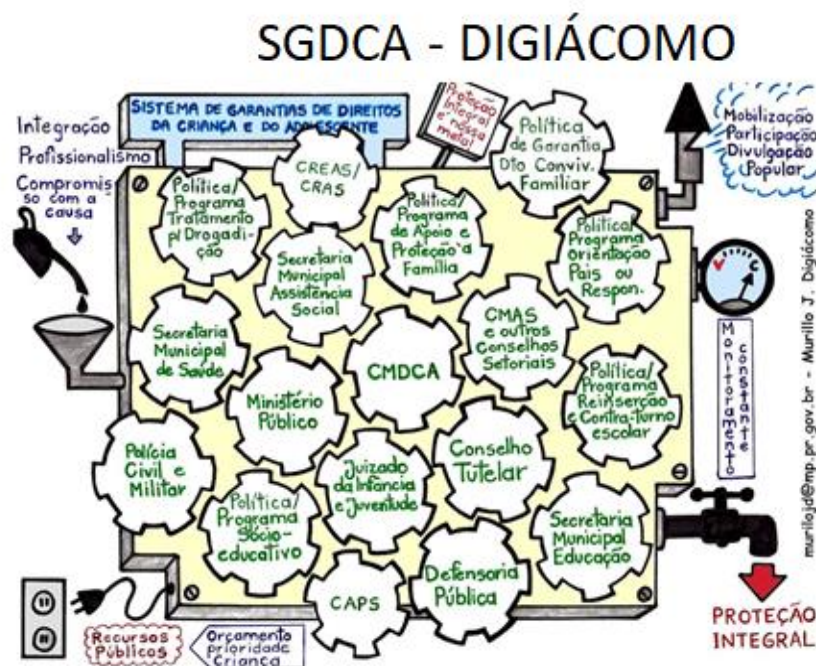 SGDCA - DIGIÁCOMO
SISTEMA DE GARANTIAS DE DIREITOS
DA CRIANÇA E DO ADOLESCENTE
Integração
Profissionalismo
Compromis
so com a
causa
Proteção
Integral
é nossa
meta!
Política
de Garantia
Dto Conviv.
Familiar
Mobilização
Participação
Divulgação
Popular
CREAS/
CRAS
Política/
Programa
Tratamento
p/ Drogadi-
ção
Política/
Programa
de Apoio e
Proteção à
Família
Política/
Programa
Orientação
Pais ou
Respon.
Secretaria
Municipal
Assistência
Social
CMAS
e outros
Conselhos
Setoriais
Secretaria
Municipal
de Saúde
CMDCA
Monitoramento
constante
Ministério
Público
Política/
Programa
Reinserção
e Contra-turno
escolar
Polícia
Civil e
Militar
Juizado
da Infância
e Juventude
Conselho
Tutelar
Política/
Programa
Sócio-
educativo
Secretaria
Municipal
Educação
CAPS
Defensoria
Pública
Recursos
Públicos
Orçamento
prioridade
Criança
PROTEÇÃO
INTEGRAL
murilojd@mp.pr.gov.br - Murillo J. Digiácomo